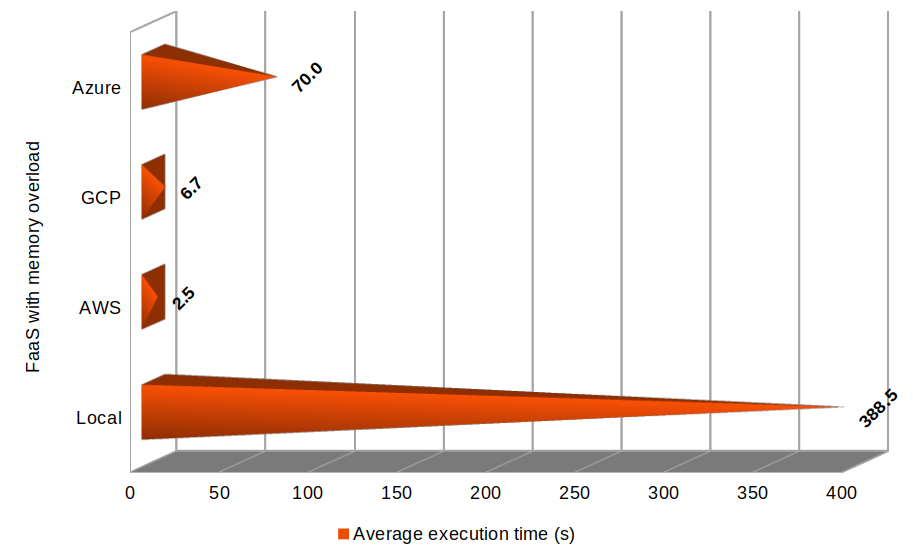 FaaS with memory overload
Azure
70.0
GCP
6.7
AWS
2.5
Local
388.5
0 50 100 150 200 250 300 350 400
Average execution time (s)